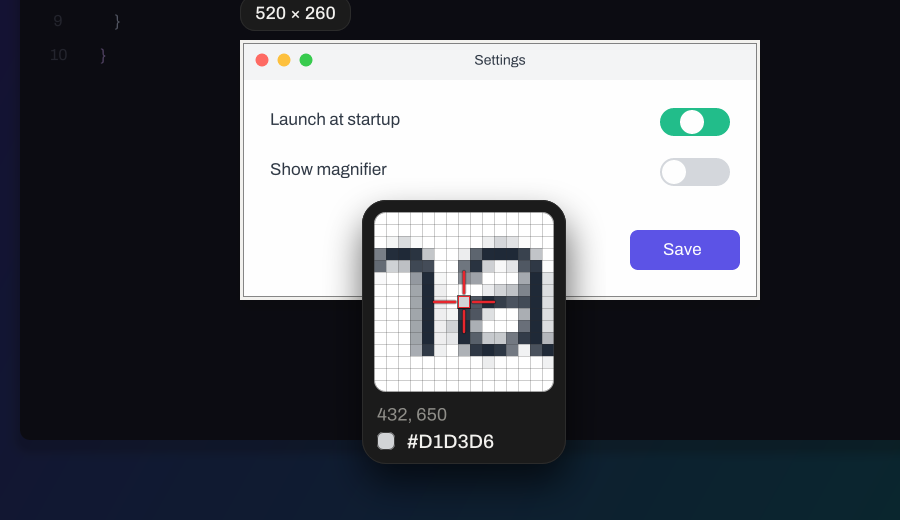 520 × 260
9 }
10 }
Settings
Launch at startup
Show magnifier
Save
432, 650
#D1D3D6